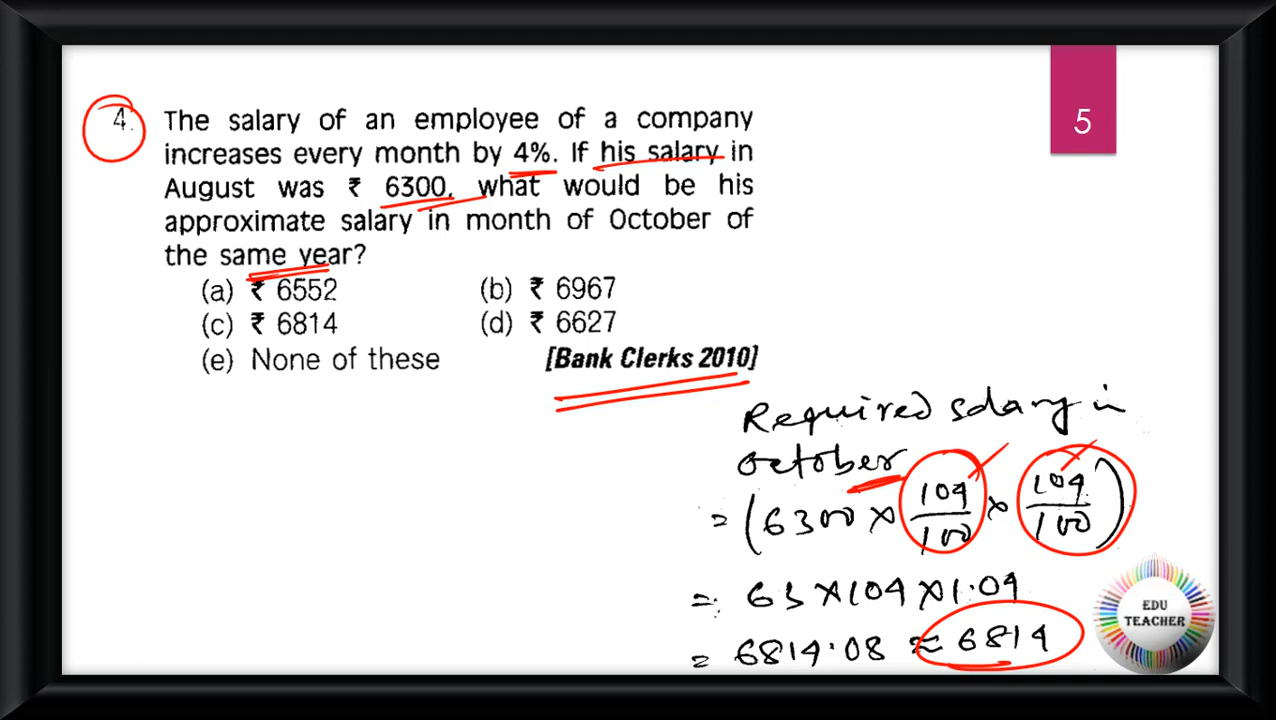 5
4. The salary of an employee of a company
increases every month by 4%. If his salary in
August was ₹ 6300, what would be his
approximate salary in month of October of
the same year?
(a) ₹ 6552 (b) ₹ 6967
(c) ₹ 6814 (d) ₹ 6627
(e) None of these [Bank Clerks 2010]
Required salary in
October
= (6300 × 104/100 × 104/100)
= 63 × 104 × 1.04
= 6814.08 ≈ 6814
EDU
TEACHER